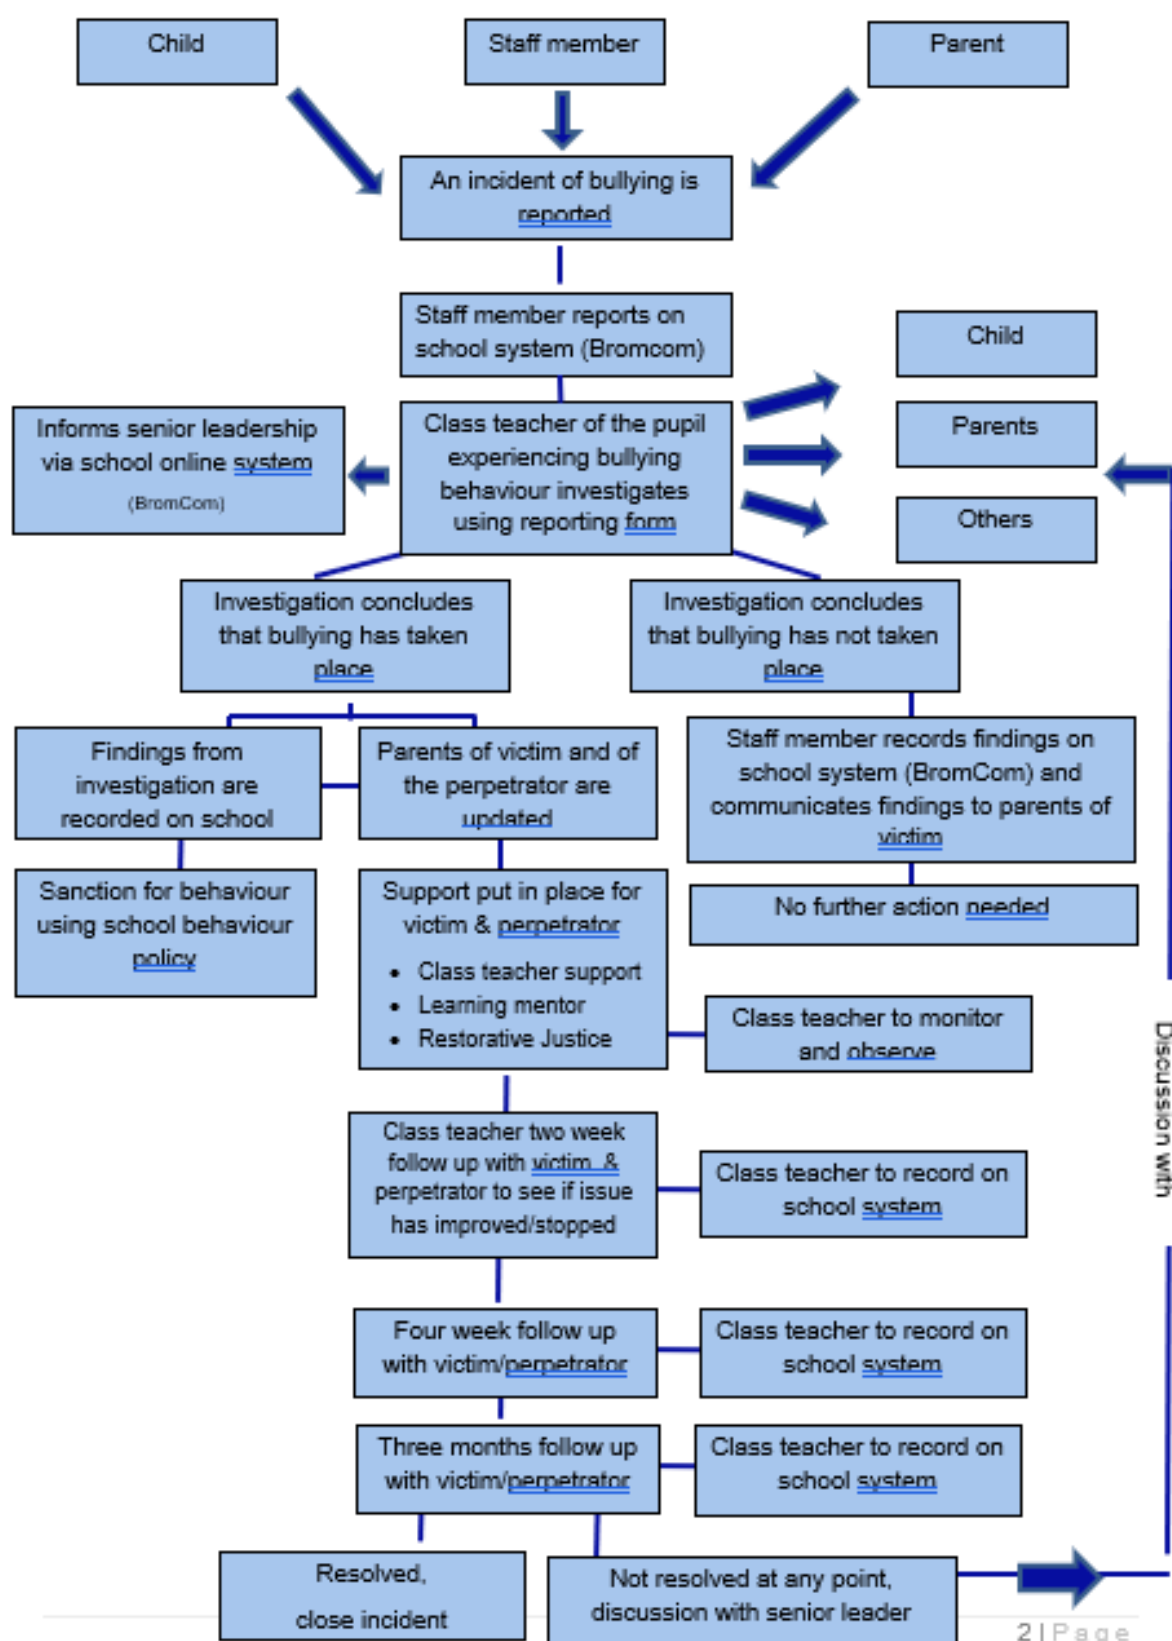 Child
Staff member
Parent
An incident of bullying is
reported
Staff member reports on
school system (Bromcom)
Child
Parents
Others
Informs senior leadership
via school online system
(BromCom)
Class teacher of the pupil
experiencing bullying
behaviour investigates
using reporting form
Investigation concludes
that bullying has taken
place
Investigation concludes
that bullying has not taken
place
Findings from
investigation are
recorded on school
Parents of victim and of
the perpetrator are
updated
Staff member records findings on
school system (BromCom) and
communicates findings to parents of
victim
Sanction for behaviour
using school behaviour
policy
Support put in place for
victim & perpetrator
• Class teacher support
• Learning mentor
• Restorative Justice
No further action needed
Class teacher to monitor
and observe
Discussion with
Class teacher two week
follow up with victim &
perpetrator to see if issue
has improved/stopped
Class teacher to record on
school system
Four week follow up
with victim/perpetrator
Class teacher to record on
school system
Three months follow up
with victim/perpetrator
Class teacher to record on
school system
Resolved,
close incident
Not resolved at any point,
discussion with senior leader
2 | Page